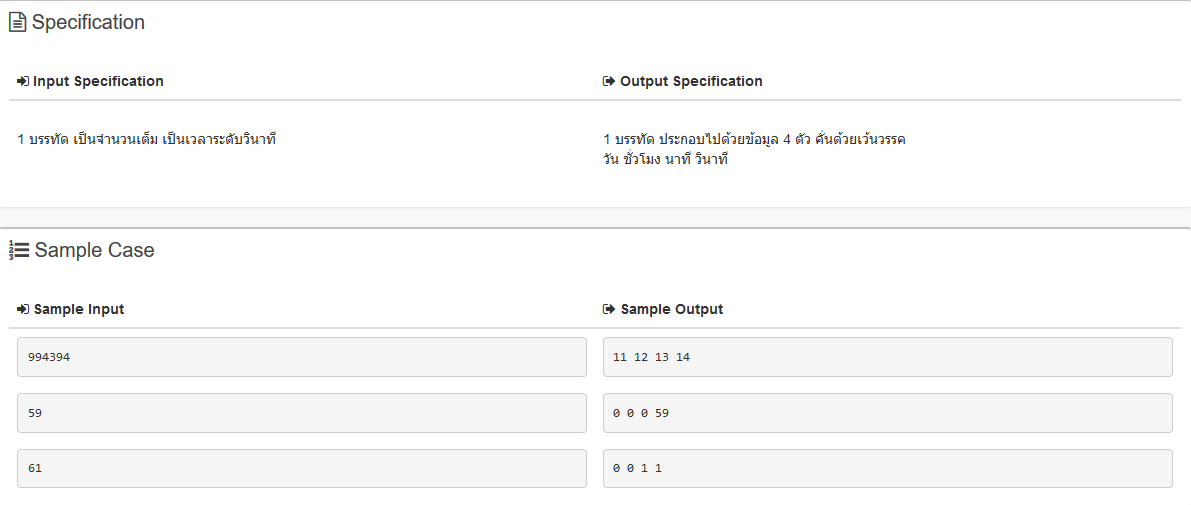 Specification
Input Specification
Output Specification
1 บรรทัด เป็นจำนวนเต็ม เป็นเวลาระดับวินาที
1 บรรทัด ประกอบไปด้วยข้อมูล 4 ตัว คั่นด้วยเว้นวรรค
วัน ชั่วโมง นาที วินาที
Sample Case
Sample Input
Sample Output
994394
11 12 13 14
59
0 0 0 59
61
0 0 1 1